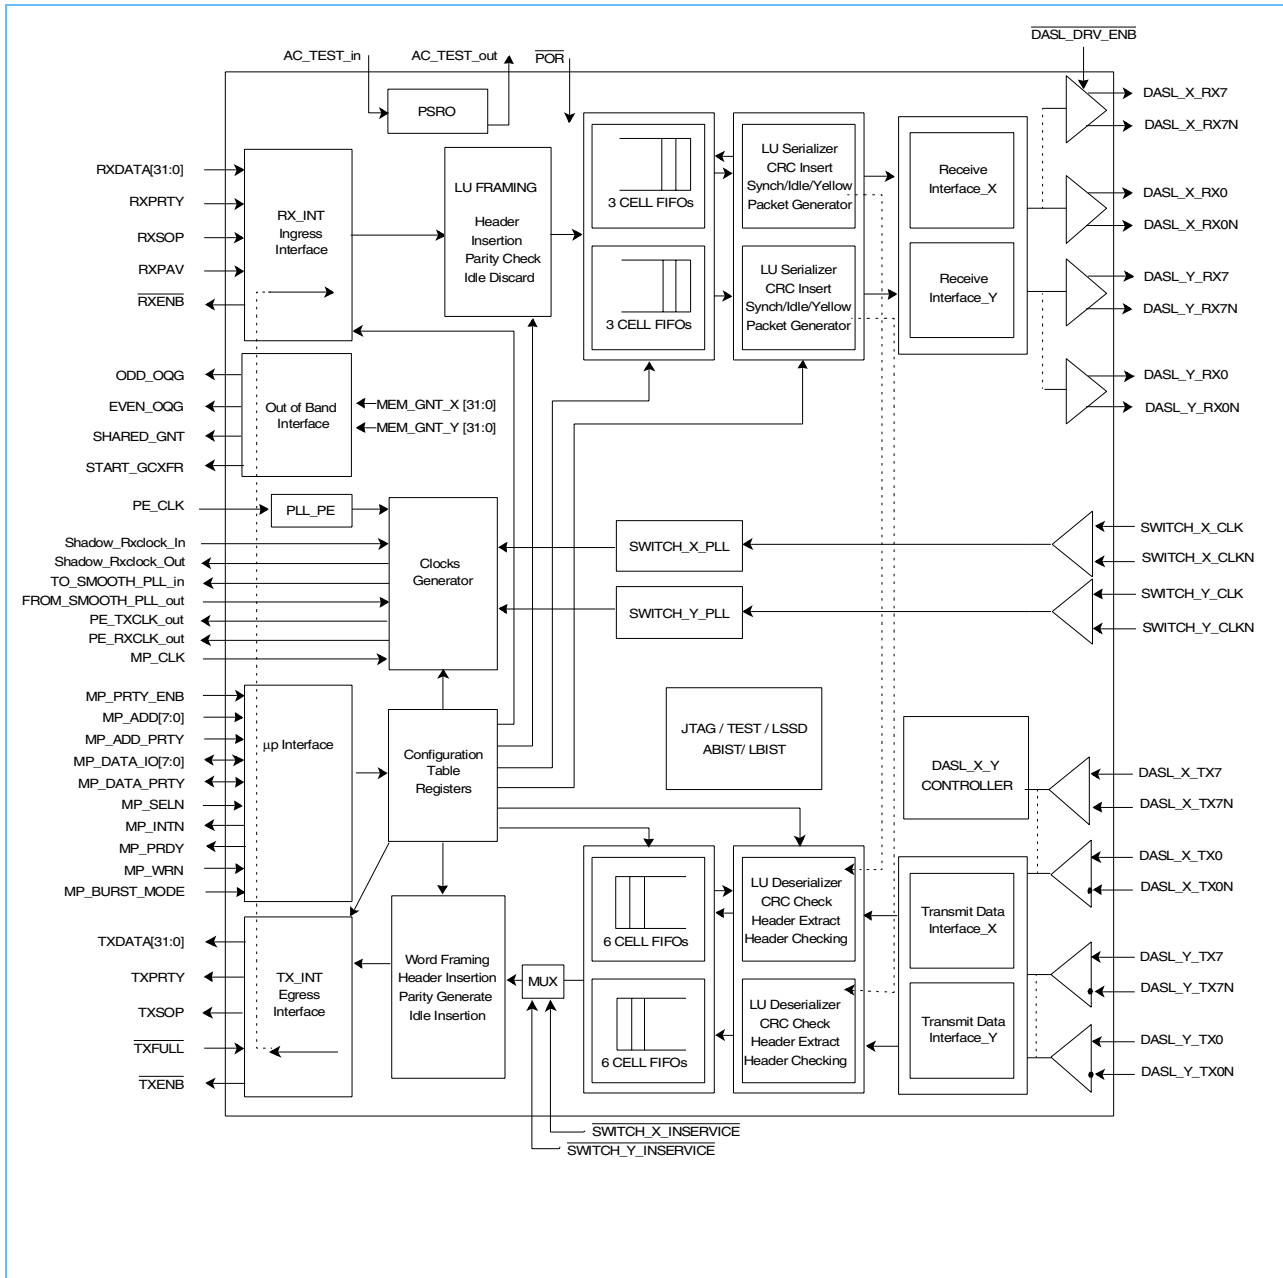 DASL_DRV_ENB
AC_TEST_in
AC_TEST_out
POR
PSRO
DASL_X_RX7
DASL_X_RX7N
RXDATA[31:0]
RXPRTY
RXSOP
RXPAV
RXENB
RX_INT
Ingress
Interface
LU FRAMING
Header
Insertion
Parity Check
Idle Discard
3 CELL FIFOs
3 CELL FIFOs
LU Serializer
CRC Insert
Synch/Idle/Yellow
Packet Generator
LU Serializer
CRC Insert
Synch/Idle/Yellow
Packet Generator
Receive
Interface_X
Receive
Interface_Y
DASL_X_RX0
DASL_X_RX0N
DASL_Y_RX7
DASL_Y_RX7N
DASL_Y_RX0
DASL_Y_RX0N
ODD_OQG
EVEN_OQG
SHARED_GNT
START_GCXFR
Out of Band
Interface
MEM_GNT_X [31:0]
MEM_GNT_Y [31:0]
PE_CLK
PLL_PE
Shadow_Rxclock_In
Shadow_Rxclock_Out
TO_SMOOTH_PLL_in
FROM_SMOOTH_PLL_out
PE_TXCLK_out
PE_RXCLK_out
MP_CLK
Clocks
Generator
SWITCH_X_PLL
SWITCH_Y_PLL
SWITCH_X_CLK
SWITCH_X_CLKN
SWITCH_Y_CLK
SWITCH_Y_CLKN
MP_PRTY_ENB
MP_ADD[7:0]
MP_ADD_PRTY
MP_DATA_IO[7:0]
MP_DATA_PRTY
MP_SELN
MP_INTN
MP_PRDY
MP_WRN
MP_BURST_MODE
μp Interface
Configuration
Table
Registers
JTAG / TEST / LSSD
ABIST/ LBIST
DASL_X_Y
CONTROLLER
DASL_X_TX7
DASL_X_TX7N
DASL_X_TX0
DASL_X_TX0N
TXDATA[31:0]
TXPRTY
TXSOP
TXFULL
TXENB
TX_INT
Egress
Interface
Word Framing
Header Insertion
Parity Generate
Idle Insertion
MUX
6 CELL FIFOs
6 CELL FIFOs
LU Deserializer
CRC Check
Header Extract
Header Checking
LU Deserializer
CRC Check
Header Extract
Header Checking
Transmit Data
Interface_X
Transmit Data
Interface_Y
DASL_Y_TX7
DASL_Y_TX7N
DASL_Y_TX0
DASL_Y_TX0N
SWITCH_X_INSERVICE
SWITCH_Y_INSERVICE